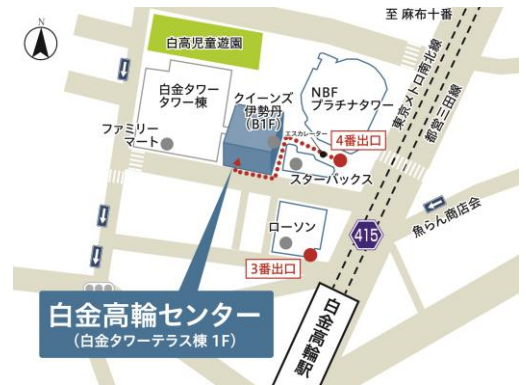 N
至 麻布十番
白高児童遊園
白金タワー
タワー棟
クイーンズ
伊勢丹
（B1F）
NBF
プラチナタワー
東京メトロ南北線
都営三田線
エスカレーター
4番出口
ファミリー
マート
スターバックス
ローソン
415
魚らん商店会
3番出口
白金高輪センター
（白金タワーテラス棟 1F）
白金高輪駅